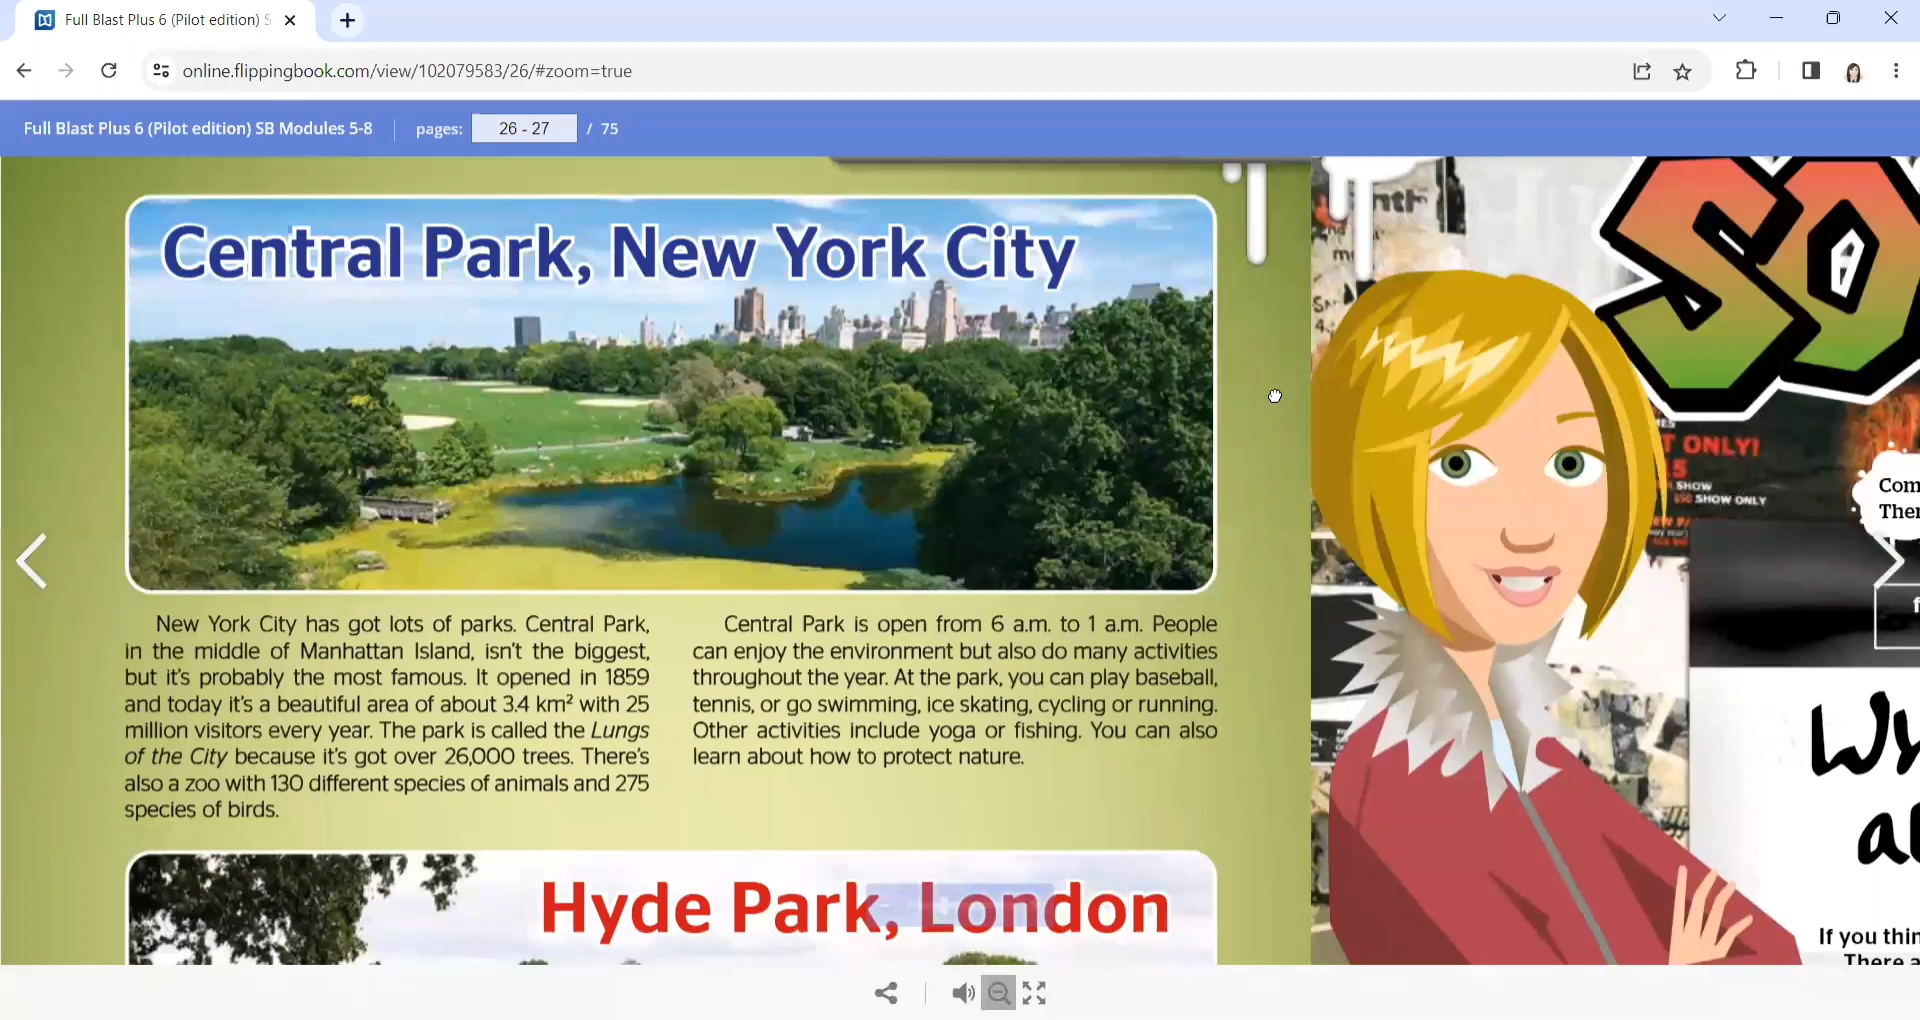 Full Blast Plus 6 (Pilot edition) S
online.flippingbook.com/view/102079583/26/#zoom=true
Full Blast Plus 6 (Pilot edition) SB Modules 5-8
pages: 26 - 27 / 75
Central Park, New York City
New York City has got lots of parks. Central Park,
in the middle of Manhattan Island, isn't the biggest,
but it's probably the most famous. It opened in 1859
and today it's a beautiful area of about 3.4 km² with 25
million visitors every year. The park is called the Lungs
of the City because it's got over 26,000 trees. There's
also a zoo with 130 different species of animals and 275
species of birds.
Central Park is open from 6 a.m. to 1 a.m. People
can enjoy the environment but also do many activities
throughout the year. At the park, you can play baseball,
tennis, or go swimming, ice skating, cycling or running.
Other activities include yoga or fishing. You can also
learn about how to protect nature.
Hyde Park, London
SO
T ONLY!
SHOW
$50 SHOW ONLY
Com
Ther
Wh
al
If you thin
There a